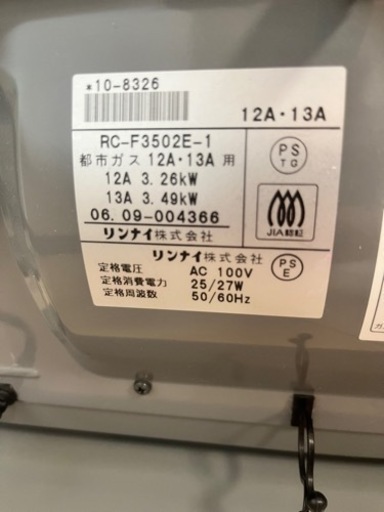 *10-8326
12A・13A
RC-F3502E-1
都市ガス 12A・13A 用
12A 3.26kW
13A 3.49kW
06.09-004366
リンナイ株式会社
PS
TG
JIA認証
リンナイ株式会社
定格電圧 AC 100V
定格消費電力 25/27W
定格周波数 50/60Hz
PS
E